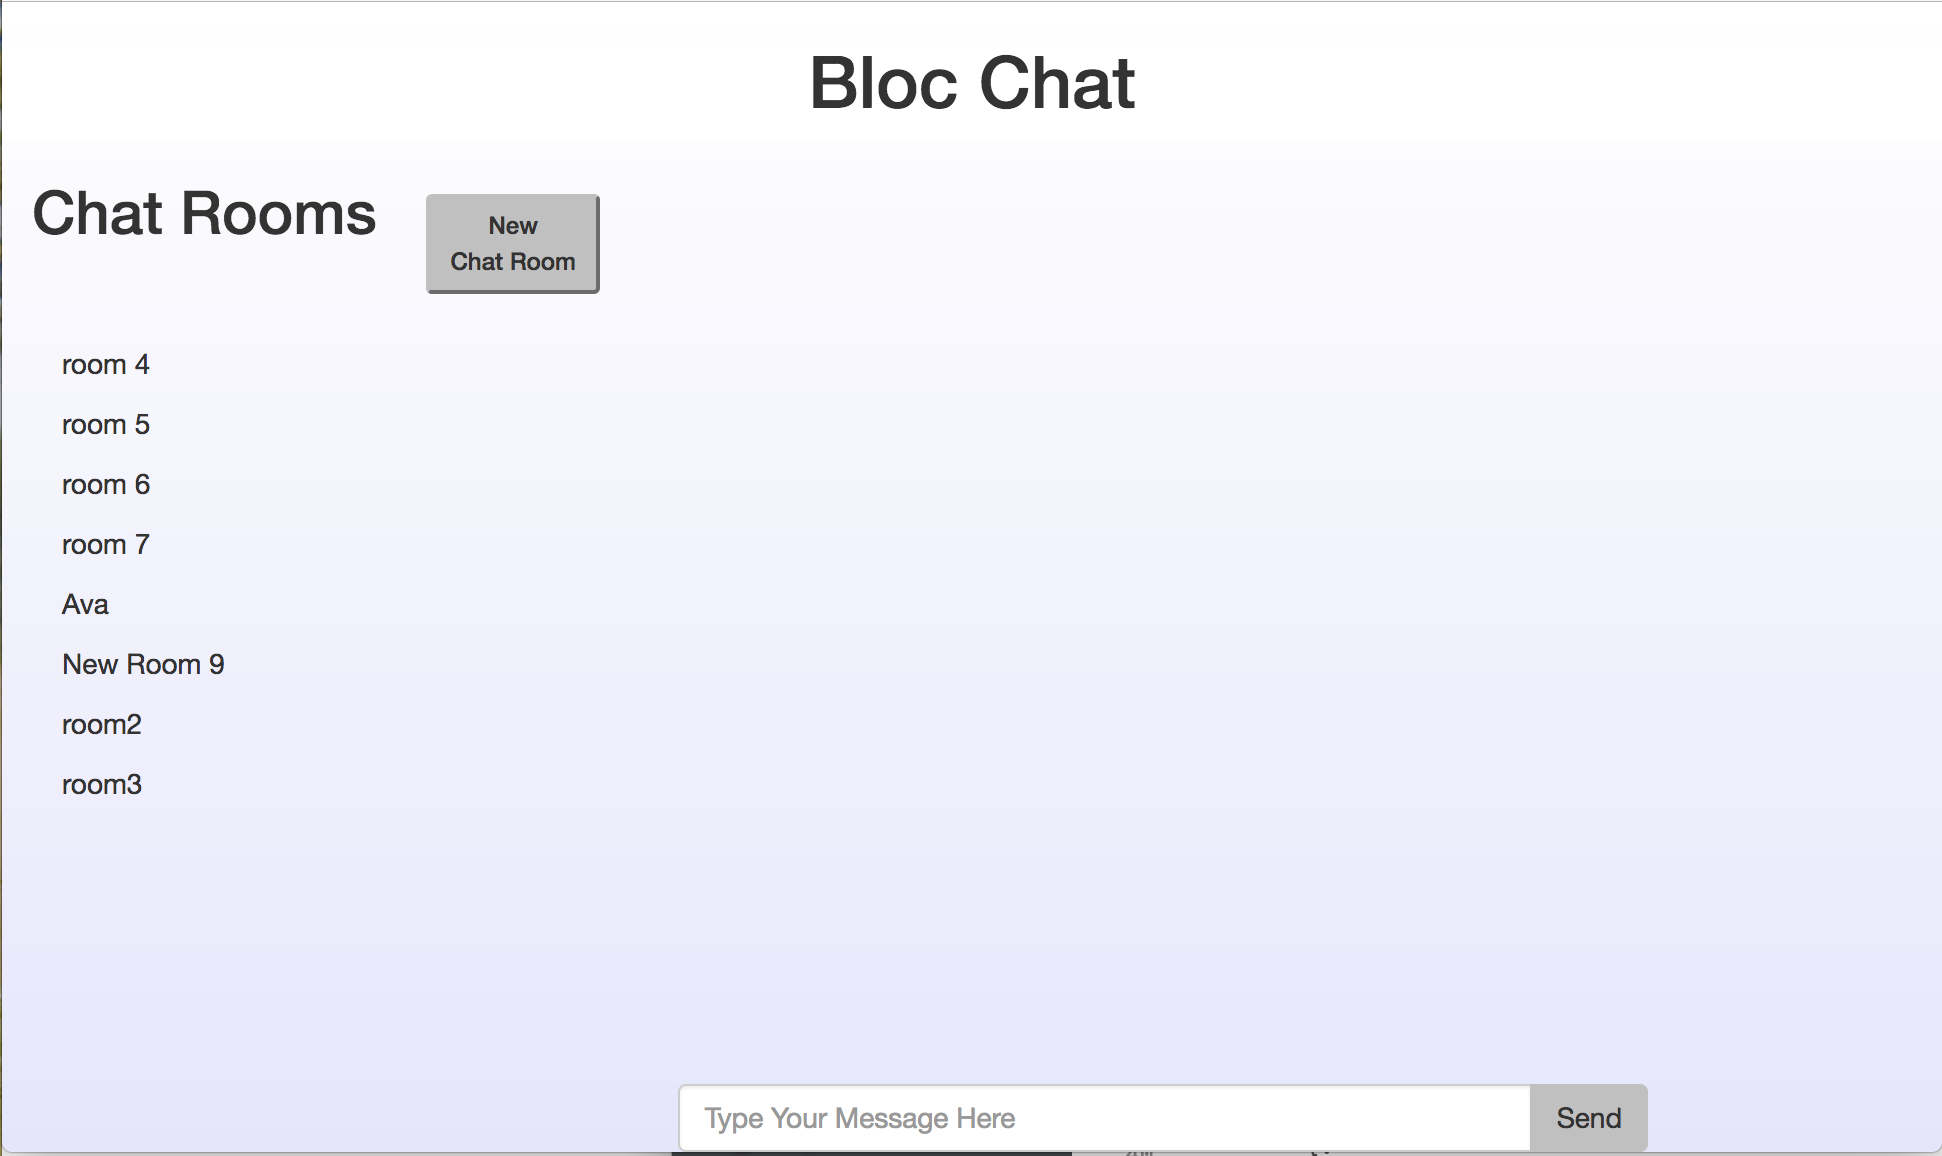 Bloc Chat
Chat Rooms
New
Chat Room
room 4
room 5
room 6
room 7
Ava
New Room 9
room2
room3
Type Your Message Here
Send